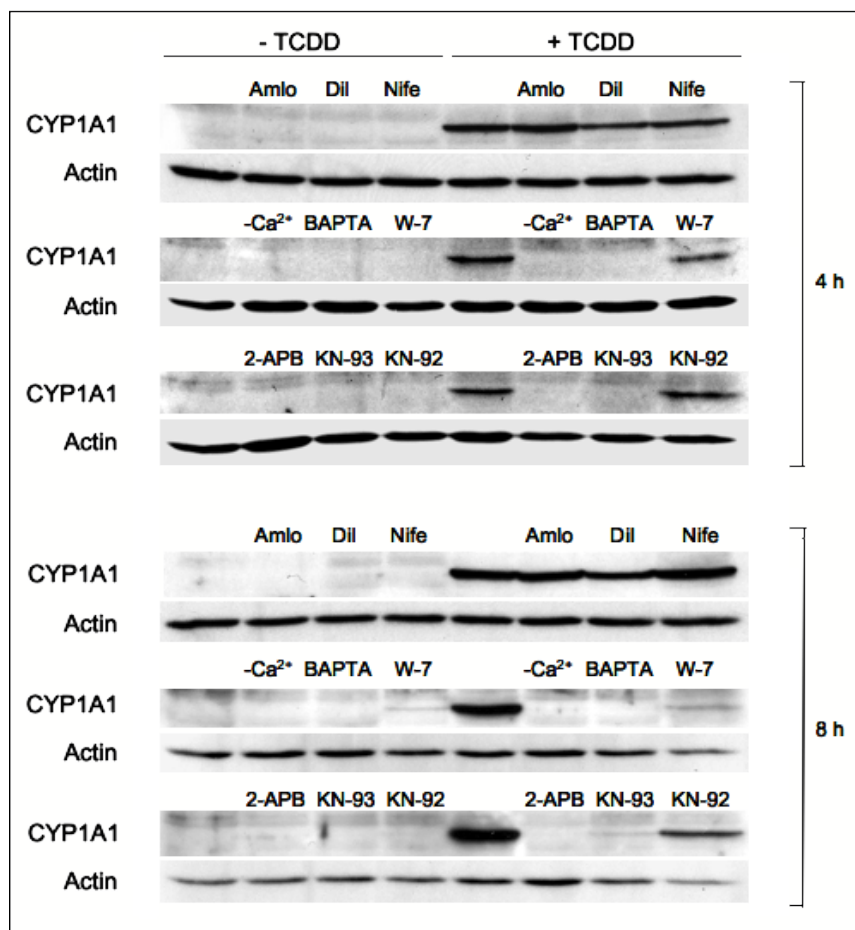 - TCDD + TCDD
Amlo Dil Nife Amlo Dil Nife
CYP1A1
Actin
-Ca²⁺ BAPTA W-7 -Ca²⁺ BAPTA W-7
CYP1A1
Actin
4 h
2-APB KN-93 KN-92 2-APB KN-93 KN-92
CYP1A1
Actin
Amlo Dil Nife Amlo Dil Nife
CYP1A1
Actin
-Ca²⁺ BAPTA W-7 -Ca²⁺ BAPTA W-7
CYP1A1
8 h
Actin
2-APB KN-93 KN-92 2-APB KN-93 KN-92
CYP1A1
Actin